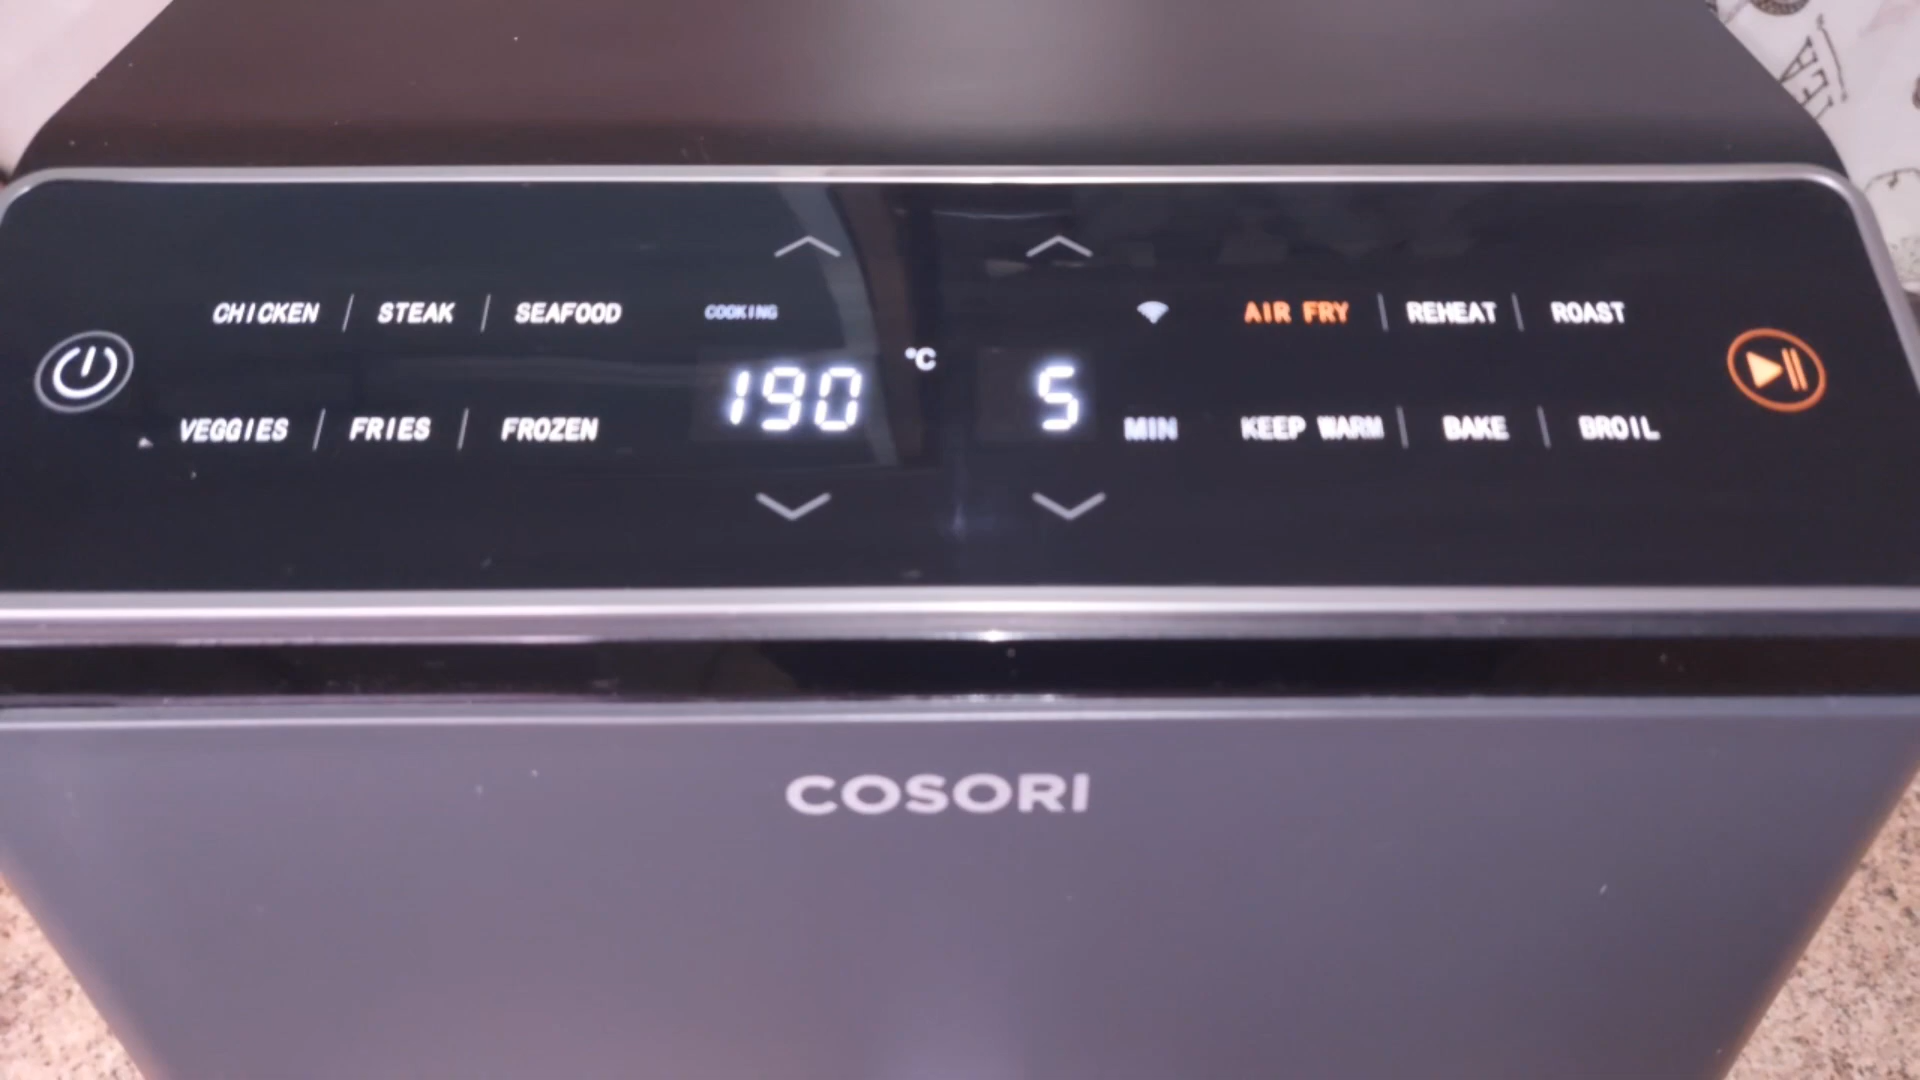 CHICKEN / STEAK / SEAFOOD
COOKING
AIR FRY | REHEAT | ROAST
190 °C
5 MIN
VEGGIES / FRIES / FROZEN
KEEP WARM | BAKE | BROIL
COSORI
TEA